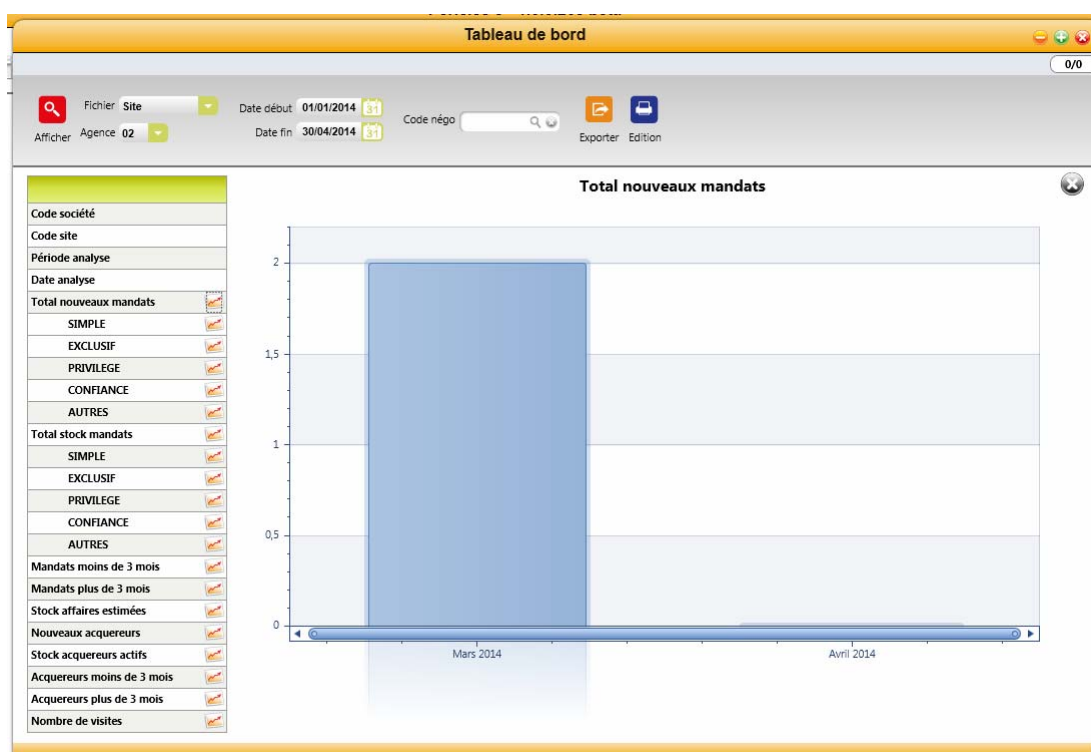 Tableau de bord
0/0
Fichier Site
Date début 01/01/2014 31
Code négo
Agence 02
Date fin 30/04/2014 31
Afficher
Exporter Edition
Total nouveaux mandats
Code société
Code site
Période analyse
Date analyse
Total nouveaux mandats
SIMPLE
EXCLUSIF
PRIVILEGE
CONFIANCE
AUTRES
Total stock mandats
SIMPLE
EXCLUSIF
PRIVILEGE
CONFIANCE
AUTRES
Mandats moins de 3 mois
Mandats plus de 3 mois
Stock affaires estimées
Nouveaux acquereurs
Stock acquereurs actifs
Acquereurs moins de 3 mois
Acquereurs plus de 3 mois
Nombre de visites
2
1,5
1
0,5
0
Mars 2014
Avril 2014